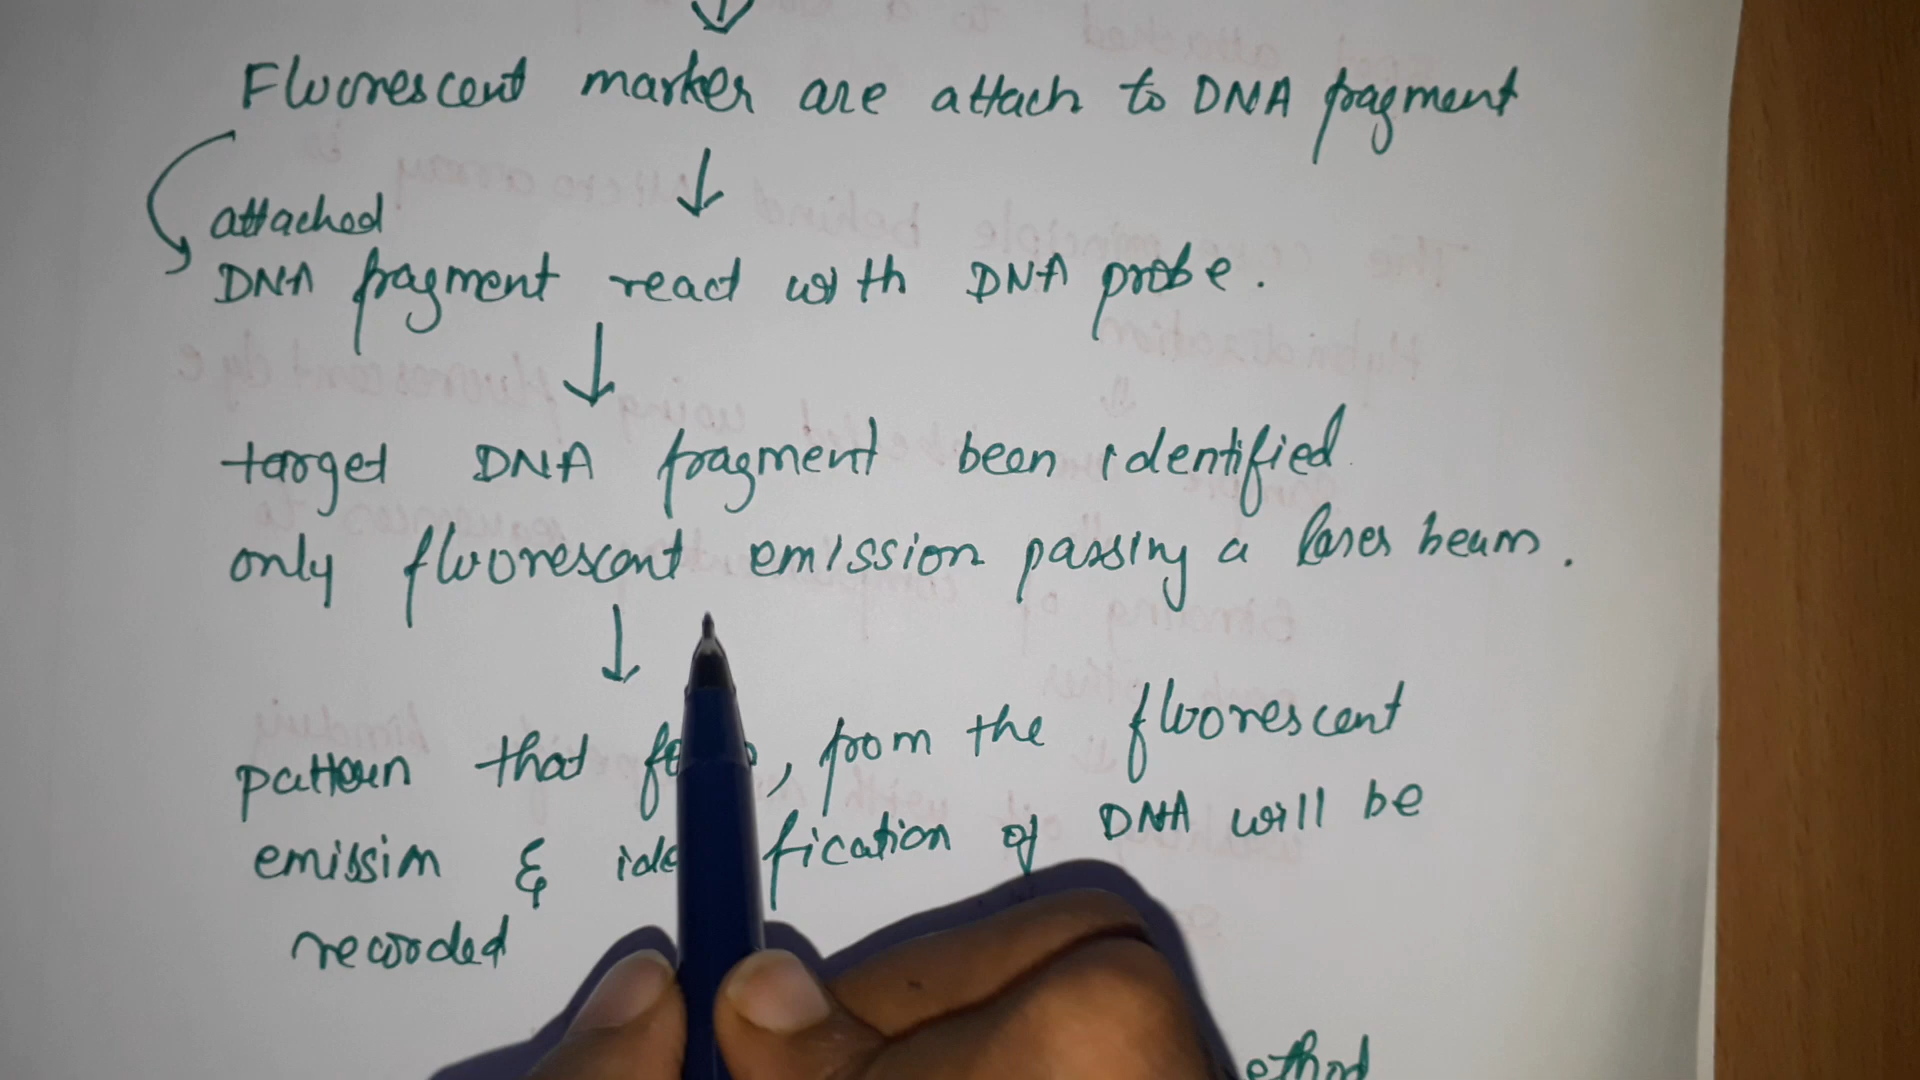 Fluorescent marker are attach to DNA fragment
attached
DNA fragment react with DNA probe.
target DNA fragment been identified
only fluorescent emission passing a laser beam.
pattern that , from the fluorescent
emission & identification of DNA will be
recorded